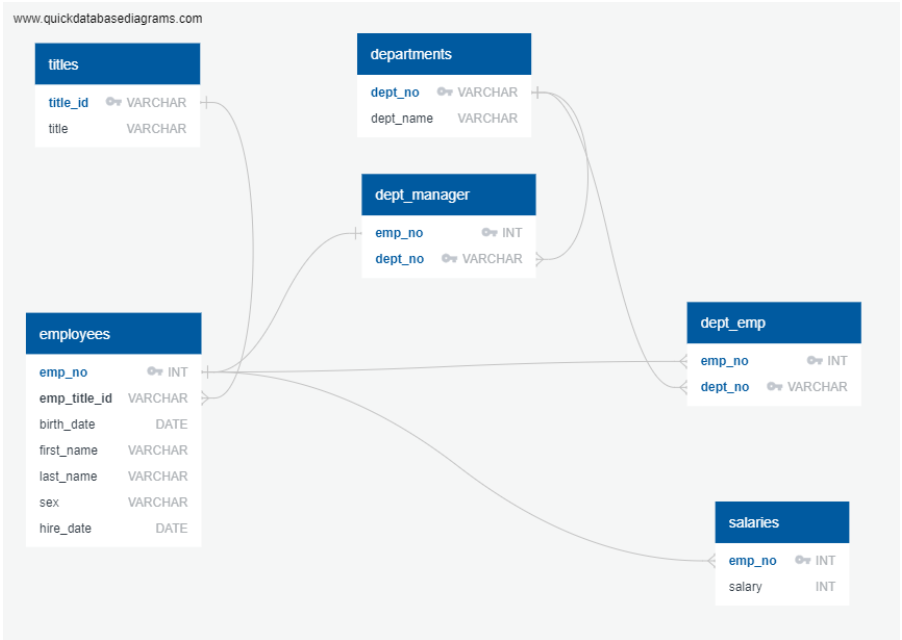 www.quickdatabasediagrams.com
titles
title_id VARCHAR
title VARCHAR
departments
dept_no VARCHAR
dept_name VARCHAR
dept_manager
emp_no INT
dept_no VARCHAR
employees
emp_no INT
emp_title_id VARCHAR
birth_date DATE
first_name VARCHAR
last_name VARCHAR
sex VARCHAR
hire_date DATE
dept_emp
emp_no INT
dept_no VARCHAR
salaries
emp_no INT
salary INT